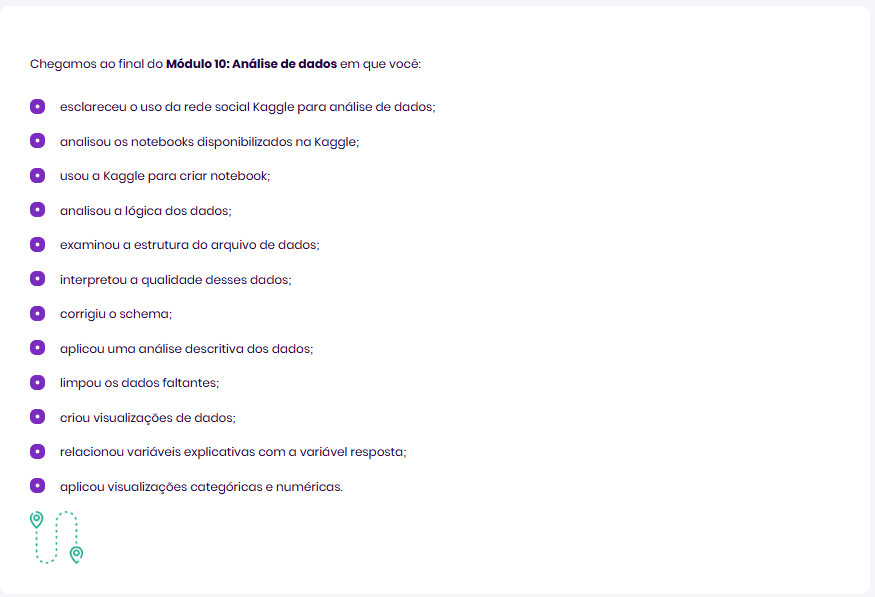 Chegamos ao final do Módulo 10: Análise de dados em que você:
esclareceu o uso da rede social Kaggle para análise de dados;
analisou os notebooks disponibilizados na Kaggle;
usou a Kaggle para criar notebook;
analisou a lógica dos dados;
examinou a estrutura do arquivo de dados;
interpretou a qualidade desses dados;
corrigiu o schema;
aplicou uma análise descritiva dos dados;
limpou os dados faltantes;
criou visualizações de dados;
relacionou variáveis explicativas com a variável resposta;
aplicou visualizações categóricas e numéricas.